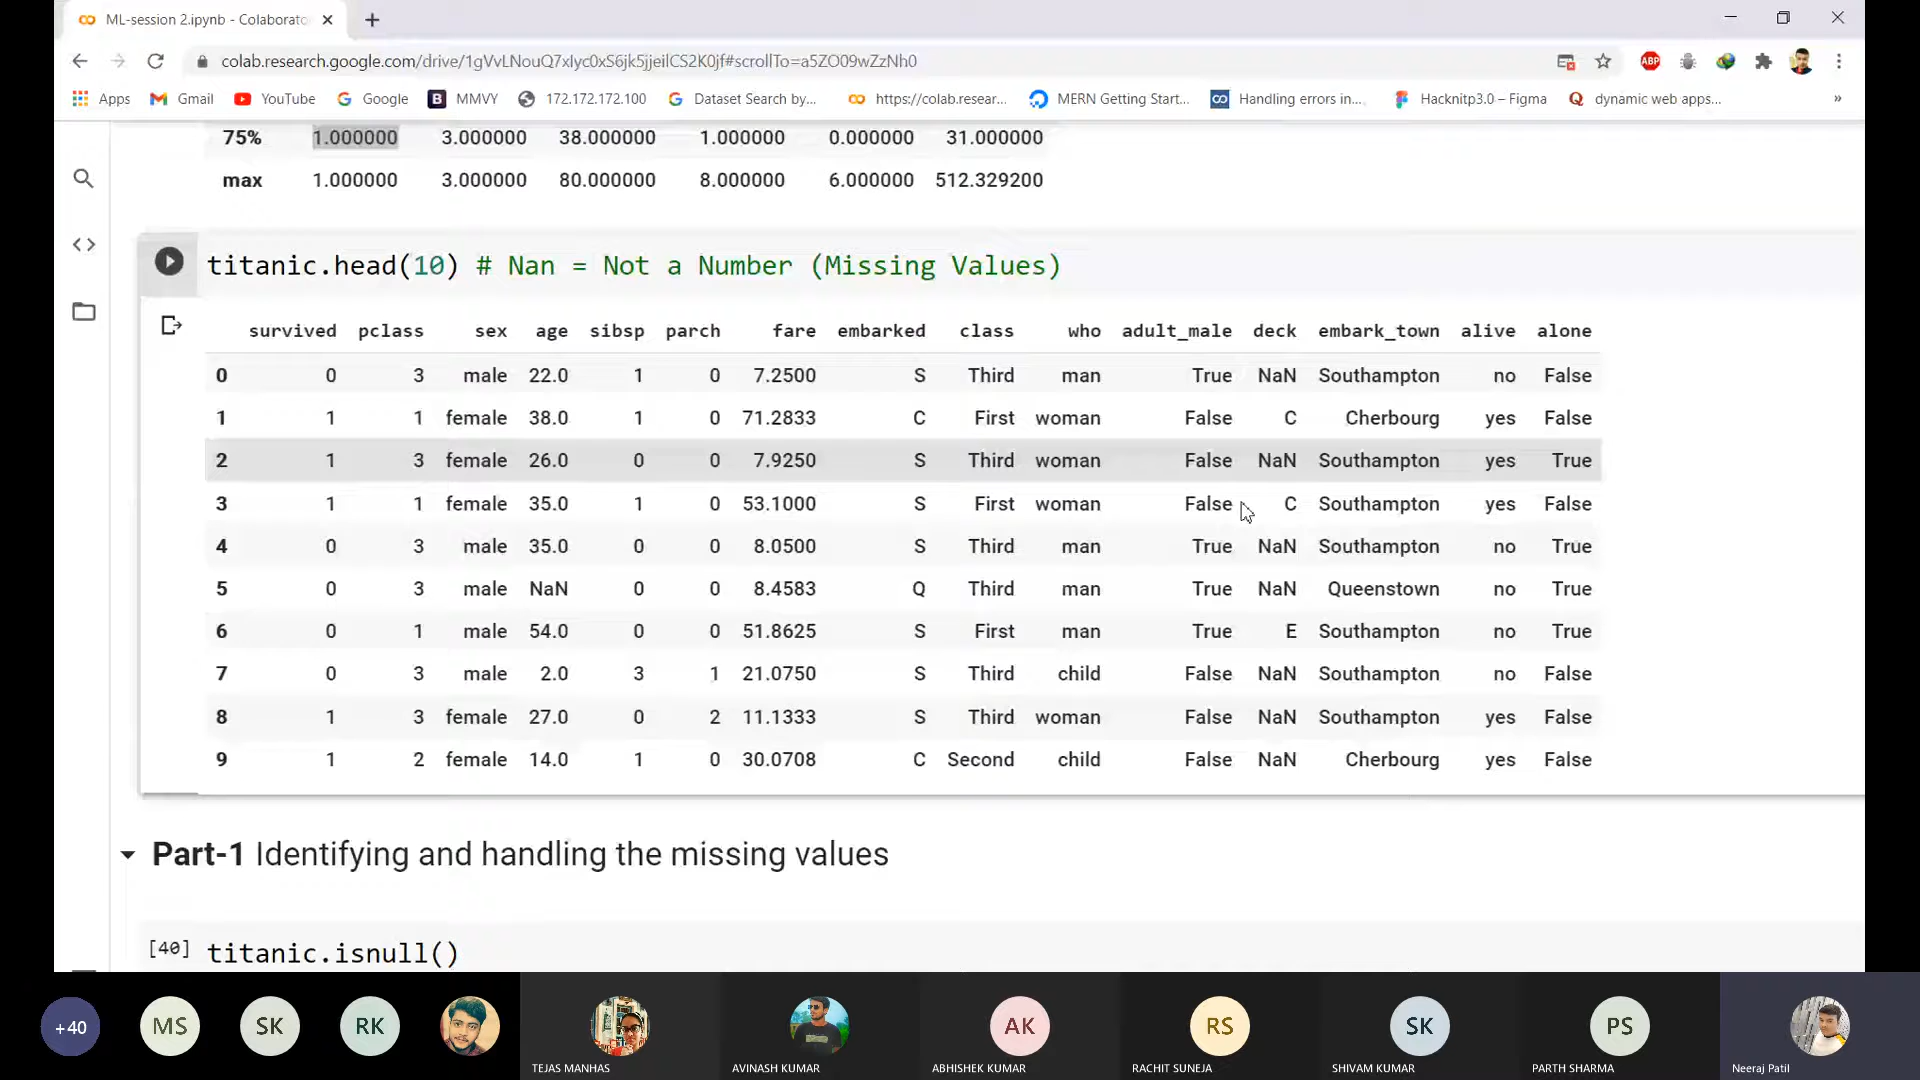 ML-session 2.ipynb - Colaborato
colab.research.google.com/drive/1gVvLNouQ7xIyc0xS6jk5jjeilCS2K0jf#scrollTo=a5ZO09wZzNh0
ABP
Apps Gmail YouTube Google MMVY 172.172.172.100 Dataset Search by... https://colab.resear... MERN Getting Start... Handling errors in... Hacknitp3.0 – Figma dynamic web apps... »
75% 1.000000 3.000000 38.000000 1.000000 0.000000 31.000000
max 1.000000 3.000000 80.000000 8.000000 6.000000 512.329200
titanic.head(10) # Nan = Not a Number (Missing Values)
survived pclass sex age sibsp parch fare embarked class who adult_male deck embark_town alive alone
0 0 3 male 22.0 1 0 7.2500 S Third man True NaN Southampton no False
1 1 1 female 38.0 1 0 71.2833 C First woman False C Cherbourg yes False
2 1 3 female 26.0 0 0 7.9250 S Third woman False NaN Southampton yes True
3 1 1 female 35.0 1 0 53.1000 S First woman False C Southampton yes False
4 0 3 male 35.0 0 0 8.0500 S Third man True NaN Southampton no True
5 0 3 male NaN 0 0 8.4583 Q Third man True NaN Queenstown no True
6 0 1 male 54.0 0 0 51.8625 S First man True E Southampton no True
7 0 3 male 2.0 3 1 21.0750 S Third child False NaN Southampton no False
8 1 3 female 27.0 0 2 11.1333 S Third woman False NaN Southampton yes False
9 1 2 female 14.0 1 0 30.0708 C Second child False NaN Cherbourg yes False
Part-1 Identifying and handling the missing values
[40] titanic.isnull()
+40 MS SK RK AK RS SK PS
TEJAS MANHAS AVINASH KUMAR ABHISHEK KUMAR RACHIT SUNEJA SHIVAM KUMAR PARTH SHARMA Neeraj Patil